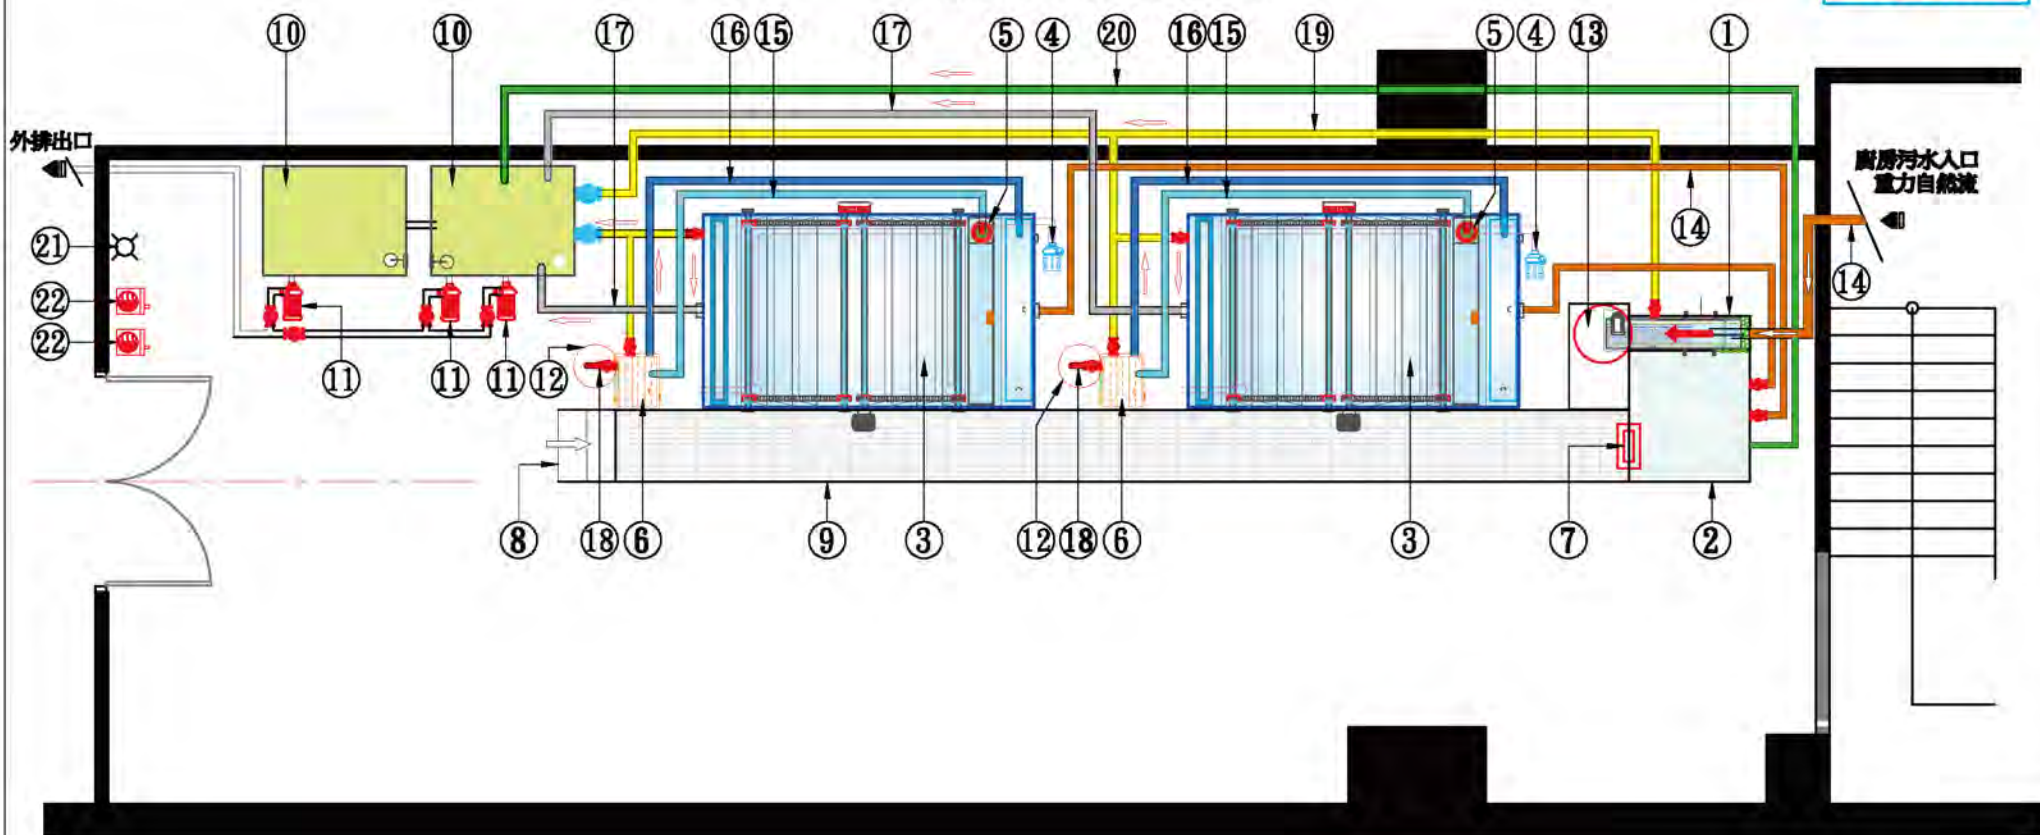 ⑩ ⑩ ⑰ ⑯ ⑮ ⑰ ⑤ ④ ⑳ ⑯ ⑮ ⑲ ⑤ ④ ⑬ ①
外排出口
厨房污水入口
重力自然流
⑭
⑭
㉑
㉒
㉒
⑪ ⑪ ⑪ ⑫
⑧ ⑱ ⑥ ⑨ ③ ⑫ ⑱ ⑥ ③ ⑦ ②